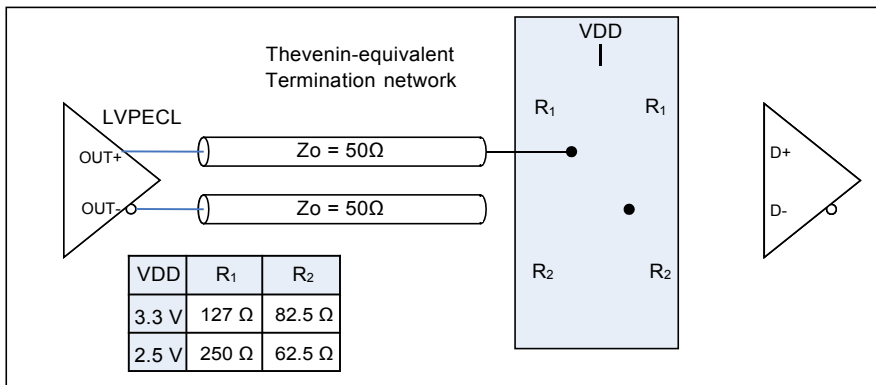 VDD
Thevenin-equivalent
Termination network
R₁ R₁
LVPECL
OUT+ Zo = 50Ω D+
OUT- Zo = 50Ω D-
R₂ R₂
VDD R₁ R₂
3.3 V 127 Ω 82.5 Ω
2.5 V 250 Ω 62.5 Ω